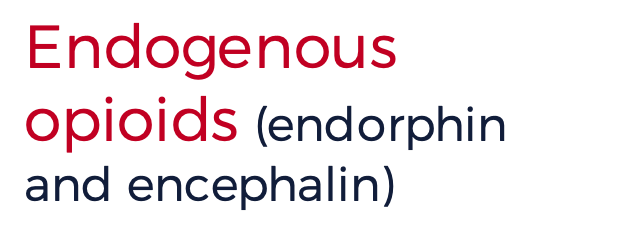 Endogenous
opioids (endorphin
and encephalin)